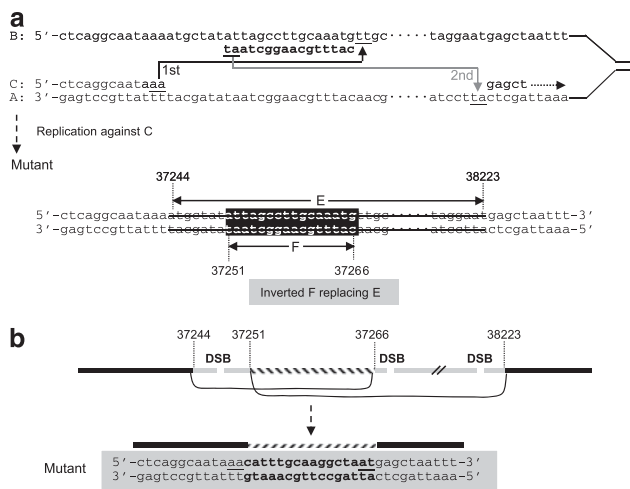 a
B: 5′-ctcaggcaataaaatgctatattagccttgcaaatgttgc·····taggaatgagctaattt
taatcggaacgtttac
1st
2nd
gagct
C: 5′-ctcaggcaataaa
A: 3′-gagtccgttattttacgatataatcggaacgtttacaacg·····atccttactcgattaaa
Replication against C
Mutant
37244
38223
E
5′-ctcaggcaataaaatgctatattagccttgcaaatgttgc·····taggaatgagctaattt-3′
3′-gagtccgttattttacgatataatcggaacgtttacaacg·····atccttactcgattaaa-5′
F
37251
37266
Inverted F replacing E
b
37244
37251
37266
38223
DSB
DSB
DSB
Mutant
5′-ctcaggcaataaacatttgcaaggctaatgagctaattt-3′
3′-gagtccgttatttgtaaacgttccgattactcgattaaa-5′